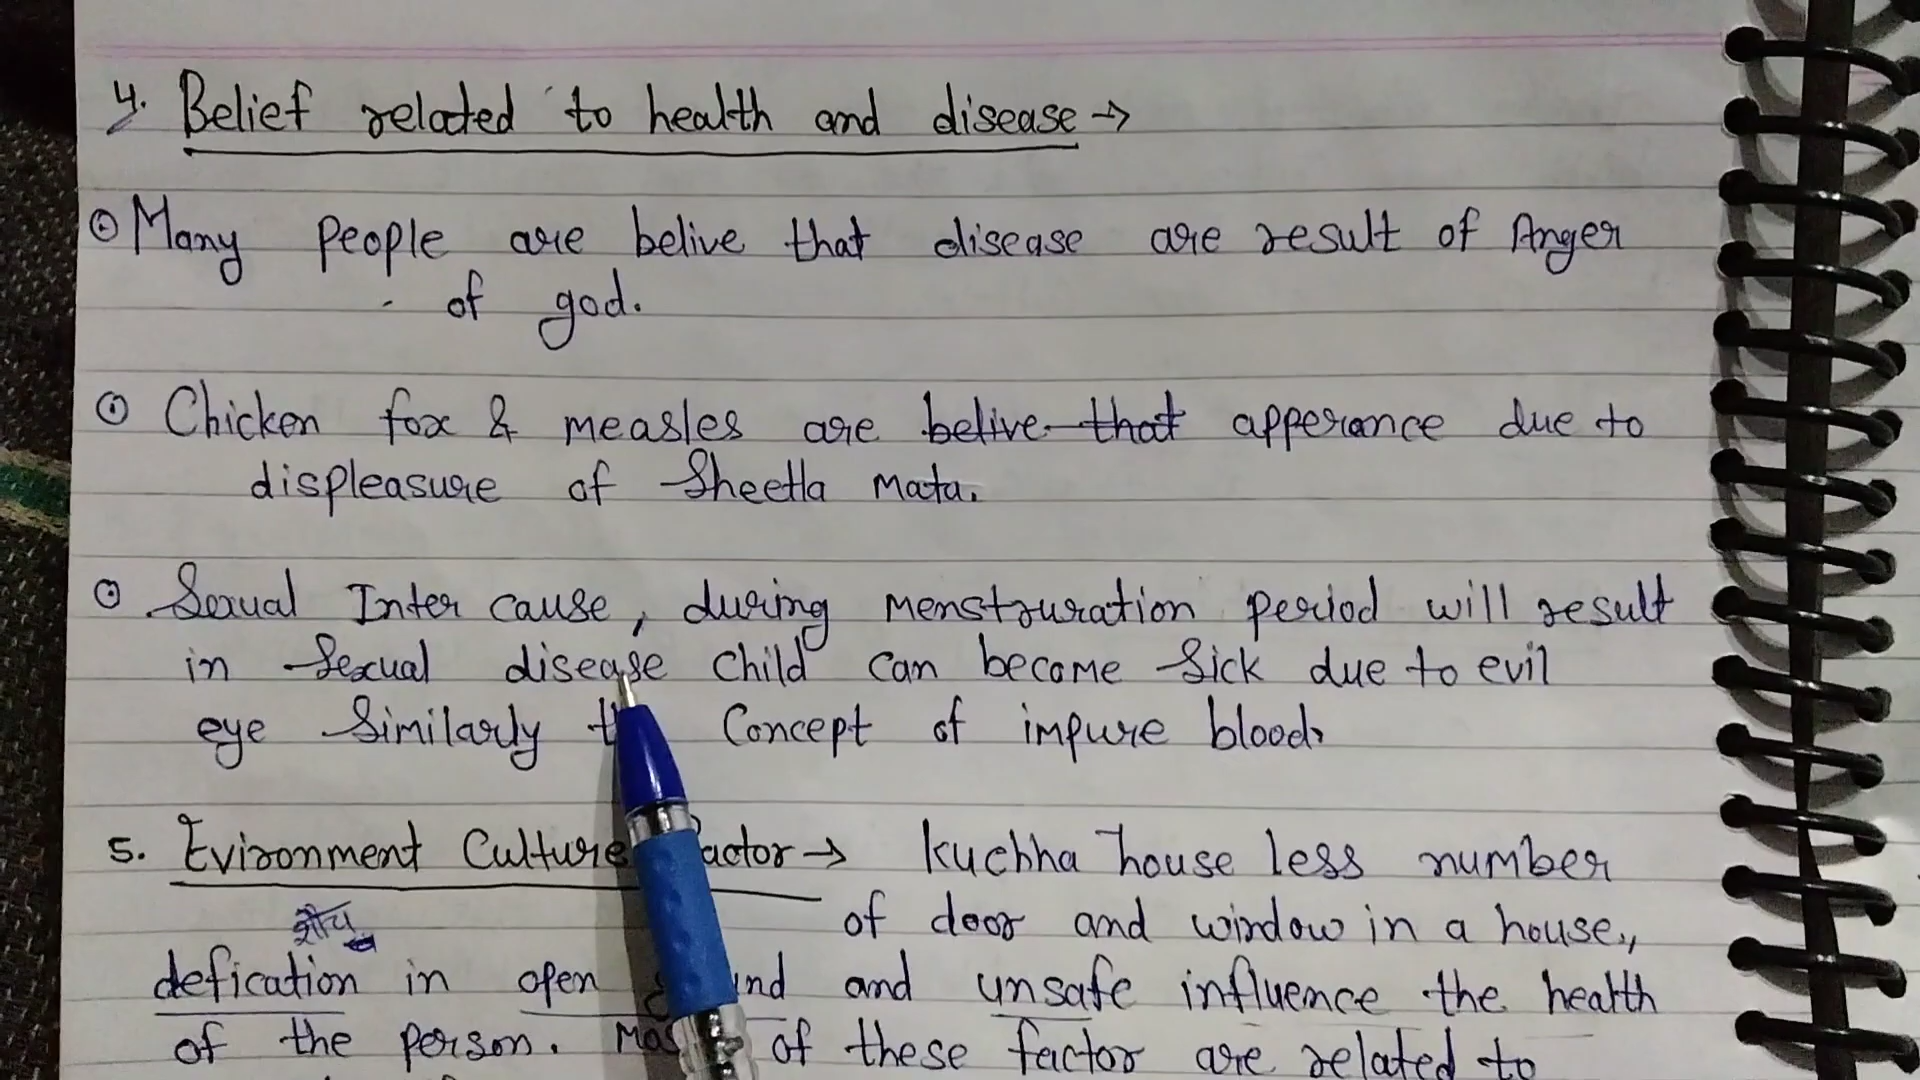 4. Belief related to health and disease →
⊙ Many people are belive that disease are result of Anger
of god.
⊙ Chicken fox & measles are belive that apperance due to
displeasure of Sheetla Mata.
⊙ Sexual Inter cause, during menstruration period will result
in Sexual disease child can become Sick due to evil
eye Similarly Concept of impure blood.
5. Evironment Culture actor → Kuchha house less number
of door and window in a house,,
शौच
defication in open and unsafe influence the health
of the person. of these factor are related to